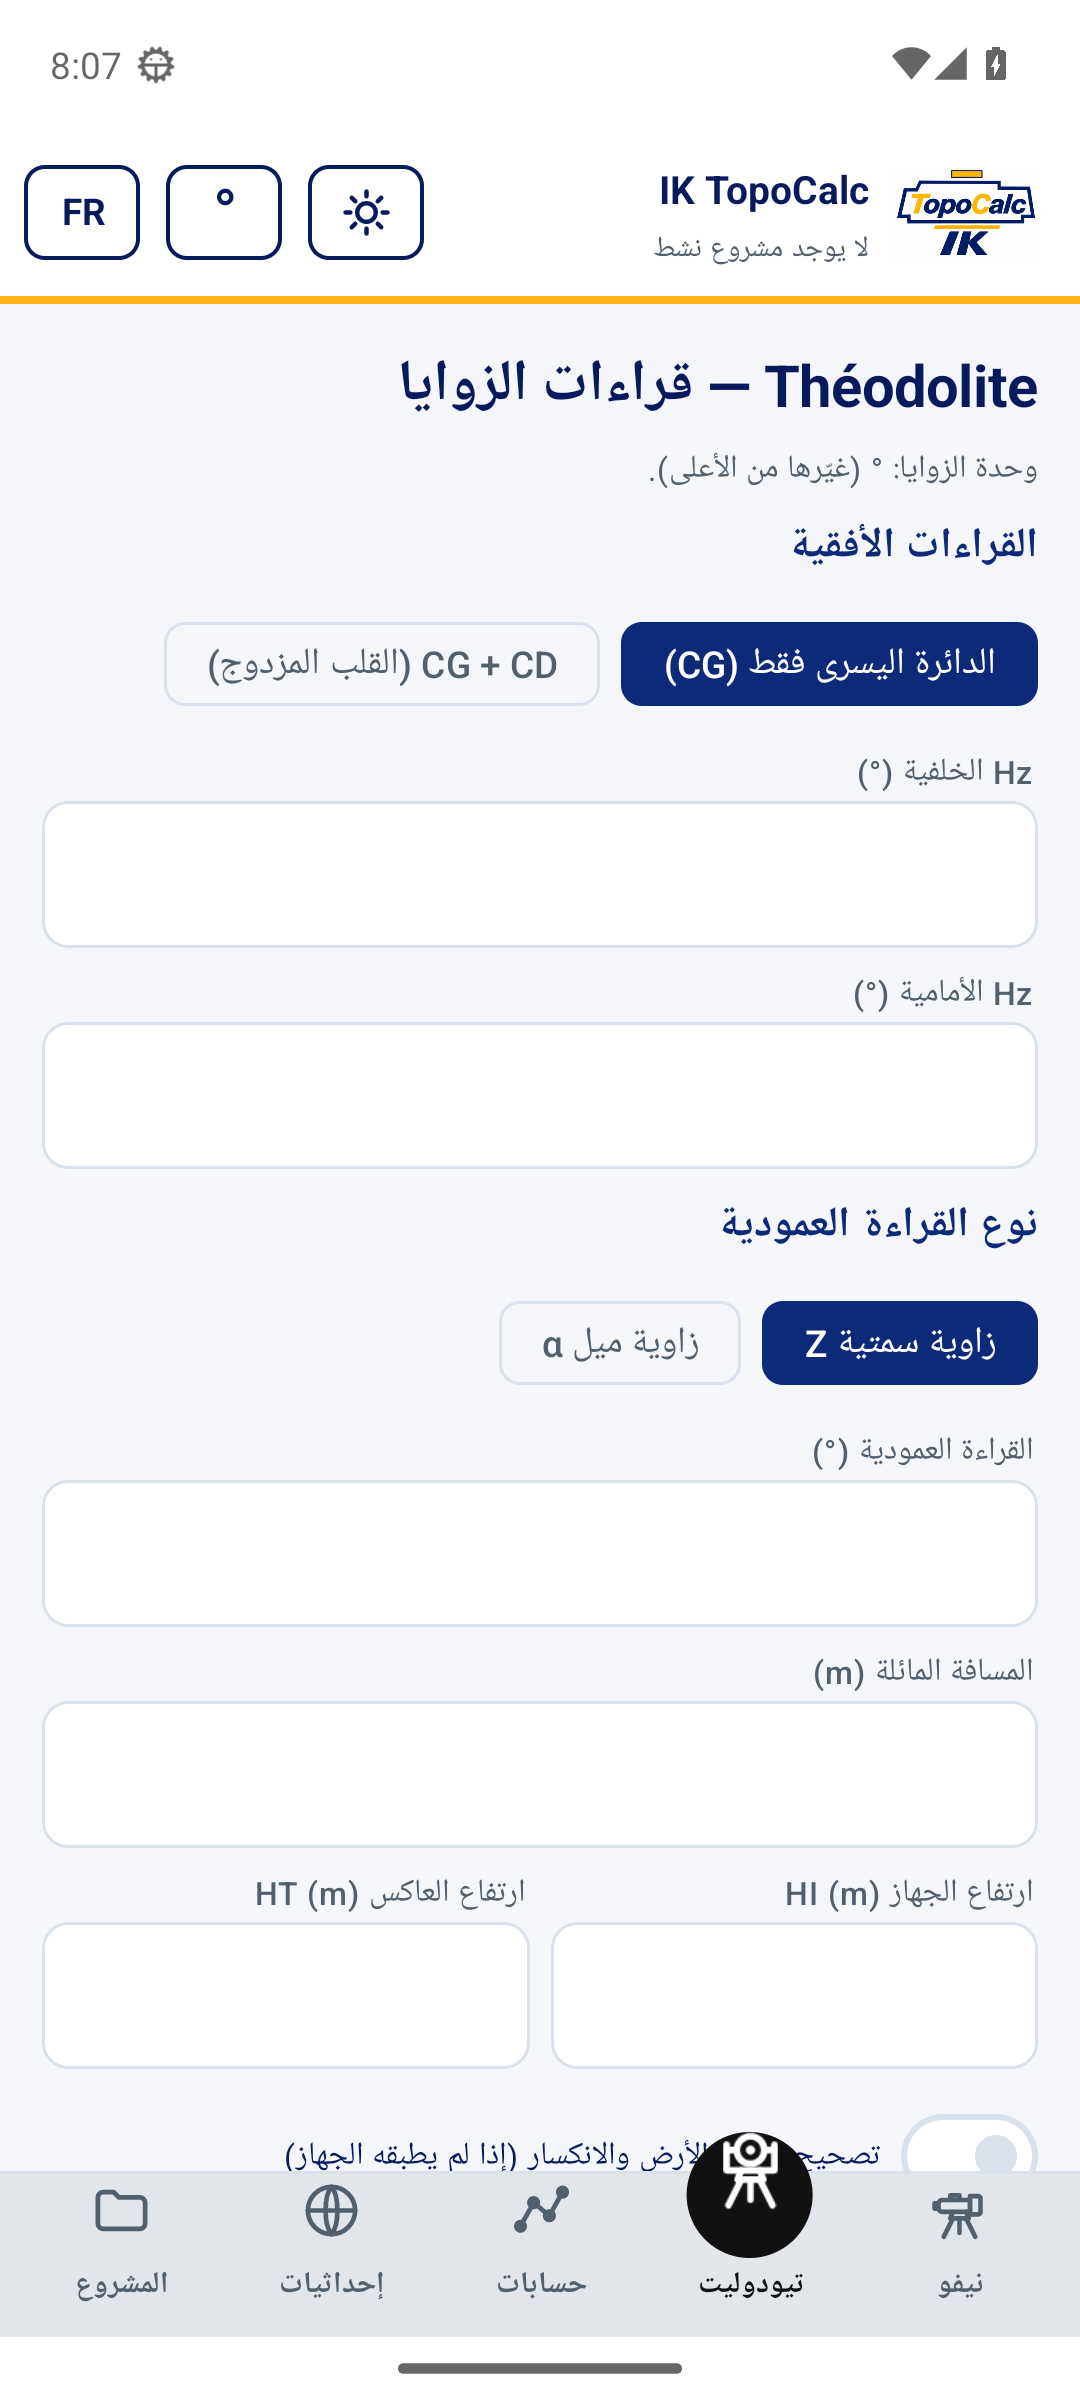 8:07
IK TopoCalc
TopoCalc
IK
لا يوجد مشروع نشط
°
FR
Théodolite — قراءات الزوايا
وحدة الزوايا: ° (غيّرها من الأعلى).
القراءات الأفقية
الدائرة اليسرى فقط (CG)
CG + CD (القلب المزدوج)
Hz الخلفية (°)
Hz الأمامية (°)
نوع القراءة العمودية
زاوية سمتية Z
زاوية ميل α
القراءة العمودية (°)
المسافة المائلة (m)
ارتفاع الجهاز HI (m)
ارتفاع العاكس HT (m)
تصحيح الأرض والانكسار (إذا لم يطبقه الجهاز)
نيفو
تيودوليت
حسابات
إحداثيات
المشروع